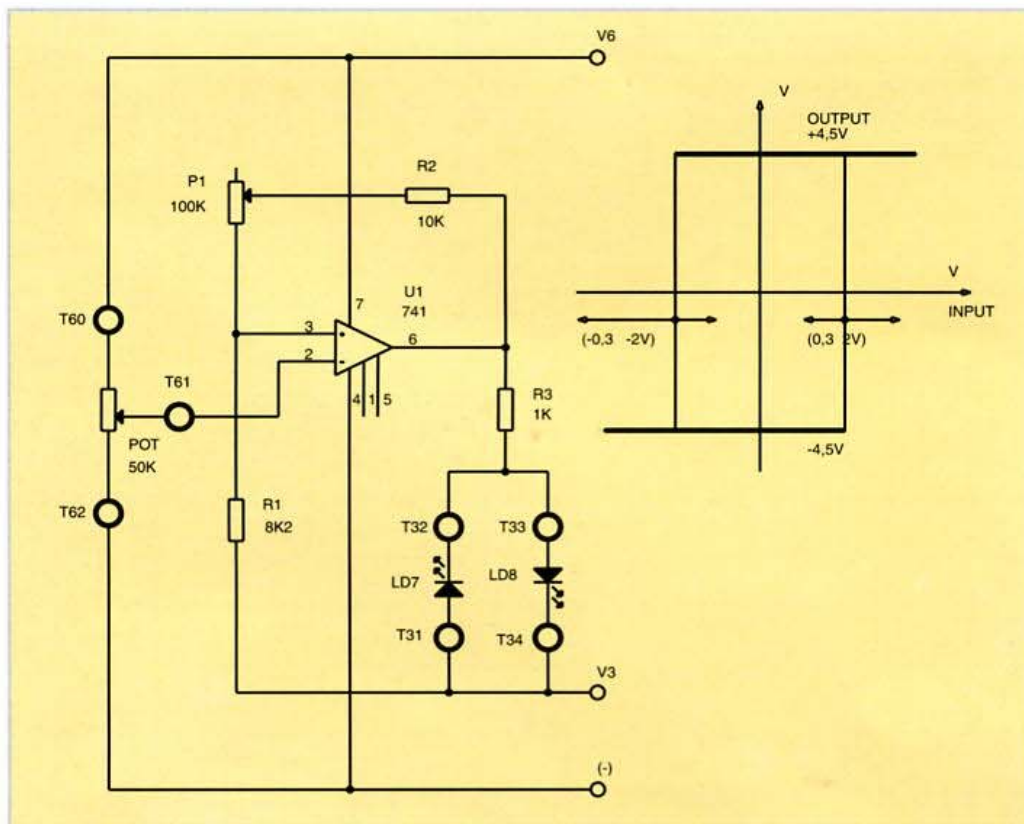 V6
P1
100K
R2
10K
U1
741
7
3
2
6
4
1
5
T60
T61
POT
50K
T62
R1
8K2
R3
1K
T32
T33
LD7
LD8
T31
T34
V3
(-)
V
OUTPUT
+4,5V
V
INPUT
(-0,3 -2V)
(0,3 2V)
-4,5V